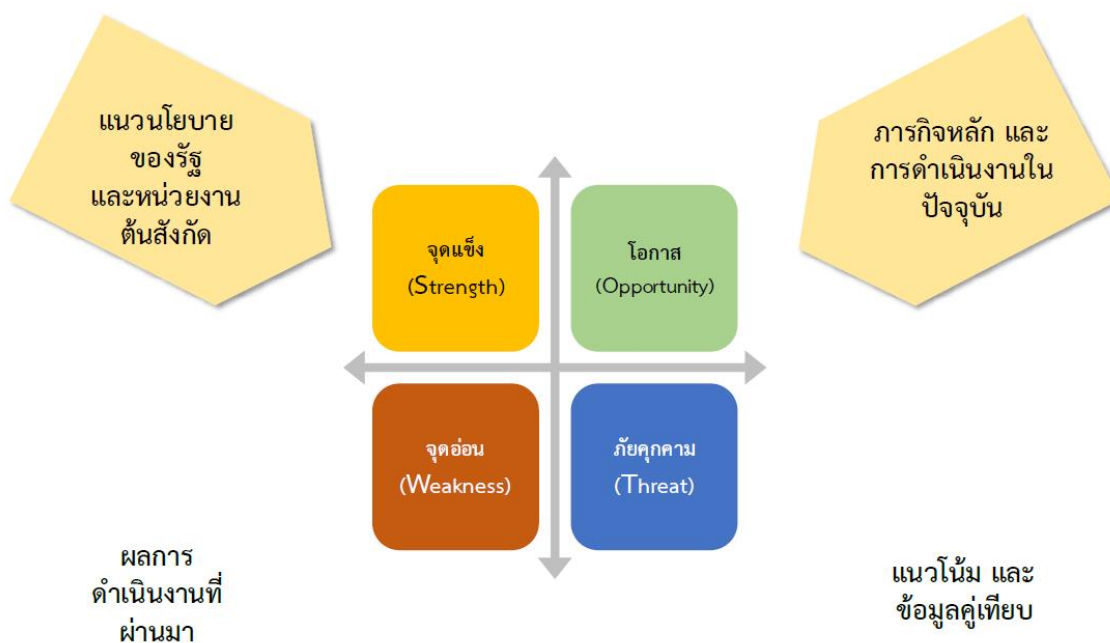 แนวนโยบาย
ของรัฐ
และหน่วยงาน
ต้นสังกัด
ภารกิจหลัก และ
การดำเนินงานใน
ปัจจุบัน
จุดแข็ง
(Strength)
โอกาส
(Opportunity)
จุดอ่อน
(Weakness)
ภัยคุกคาม
(Threat)
ผลการ
ดำเนินงานที่
ผ่านมา
แนวโน้ม และ
ข้อมูลคู่เทียบ